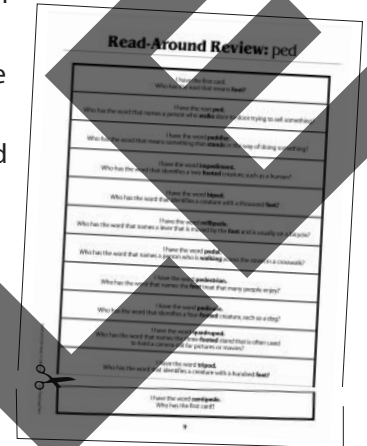 e
d
Read-Around Review: ped
I have the first card.
Who has the root that means foot?
I have the root ped.
Who has the word that names a person who walks door to door trying to sell something?
I have the word peddler.
Who has the word that means something that stands in the way of doing something?
I have the word impediment.
Who has the word that identifies a two-footed creature such as a human?
I have the word biped.
Who has the word that identifies a creature with a thousand feet?
I have the word millipede.
Who has the word that names a lever that is moved by the foot and is usually on a bicycle?
I have the word pedal.
Who has the word that names a person who is walking across the street in a crosswalk?
I have the word pedestrian.
Who has the word that names the foot treat that many people enjoy?
I have the word pedicure.
Who has the word that identifies a four-footed creature, such as a dog?
I have the word quadruped.
Who has the word that names the three-footed stand that is often used
to hold a camera still for pictures or movies?
I have the word tripod.
Who has the word that identifies a creature with a hundred feet?
I have the word centipede.
Who has the first card?
9